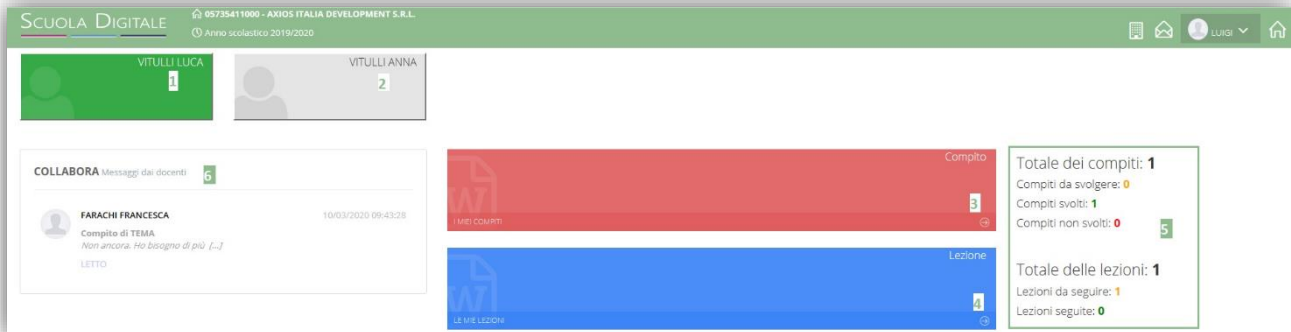 SCUOLA DIGITALE
05735411000 - AXIOS ITALIA DEVELOPMENT S.R.L.
Anno scolastico 2019/2020
LUIGI
VITULLI LUCA
1
VITULLI ANNA
2
COLLABORA Messaggi dai docenti 6
FARACHI FRANCESCA 10/03/2020 09:43:28
Compito di TEMA
Non ancora. Ho bisogno di più [...]
LETTO
Compito
3
I MIEI COMPITI
Lezione
4
LE MIE LEZIONI
Totale dei compiti: 1
Compiti da svolgere: 0
Compiti svolti: 1
Compiti non svolti: 0
5
Totale delle lezioni: 1
Lezioni da seguire: 1
Lezioni seguite: 0